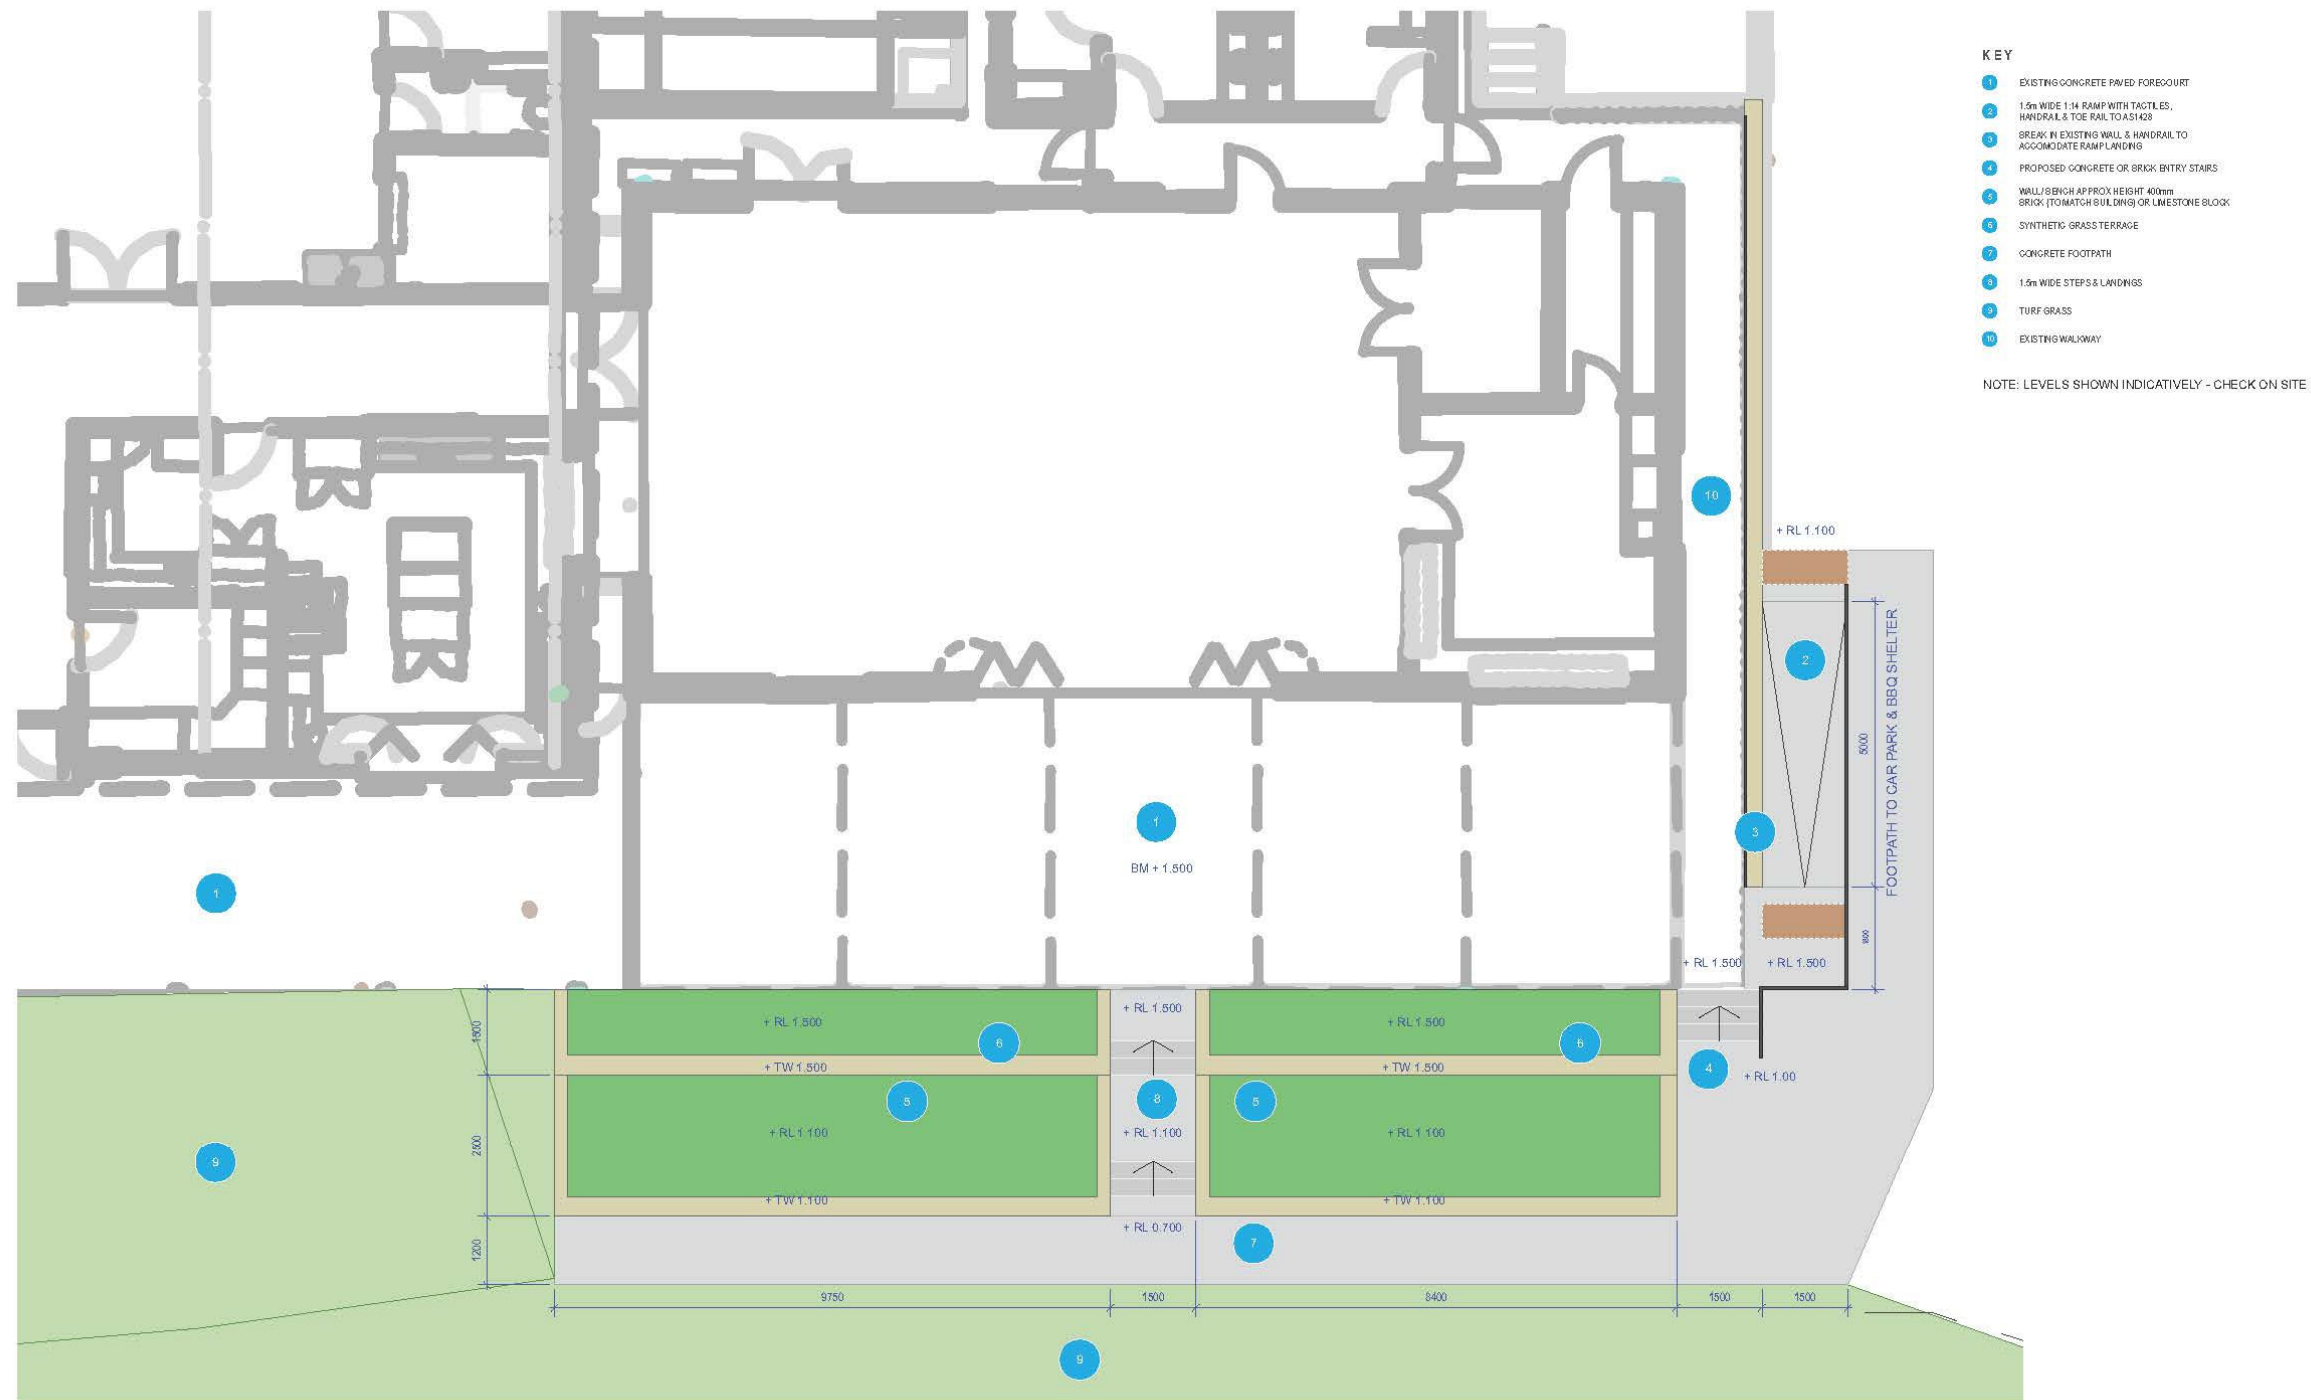 KEY
1 EXISTING CONCRETE PAVED FORECOURT
2 1.5m WIDE 1:14 RAMP WITH TACTILES,
HANDRAIL & TOE RAIL TO AS1428
3 BREAK IN EXISTING WALL & HANDRAIL TO
ACCOMODATE RAMP LANDING
4 PROPOSED CONCRETE OR BRICK ENTRY STAIRS
5 WALL/BENCH APPROX HEIGHT 400mm
BRICK (TO MATCH BUILDING) OR LIMESTONE BLOCK
6 SYNTHETIC GRASS TERRACE
7 CONCRETE FOOTPATH
8 1.5m WIDE STEPS & LANDINGS
9 TURF GRASS
10 EXISTING WALKWAY
NOTE: LEVELS SHOWN INDICATIVELY - CHECK ON SITE
10
+ RL 1.100
2
5000
FOOTPATH TO CAR PARK & BBQ SHELTER
3
1
BM + 1.500
1
+ RL 1.500
+ RL 1.500
+ RL 1.500
+ RL 1.500
+ RL 1.500
6
6
1500
+ TW 1.500
+ TW 1.500
4
+ RL 1.00
5
8
5
+ RL 1.100
+ RL 1.100
+ RL 1.100
2500
9
+ TW 1.100
+ TW 1.100
+ RL 0.700
7
1200
9750
1500
8400
1500
1500
9